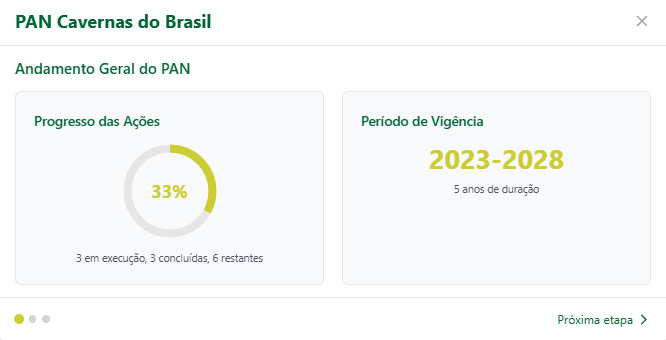 PAN Cavernas do Brasil
Andamento Geral do PAN
Progresso das Ações
33%
3 em execução, 3 concluídas, 6 restantes
Período de Vigência
2023-2028
5 anos de duração
Próxima etapa